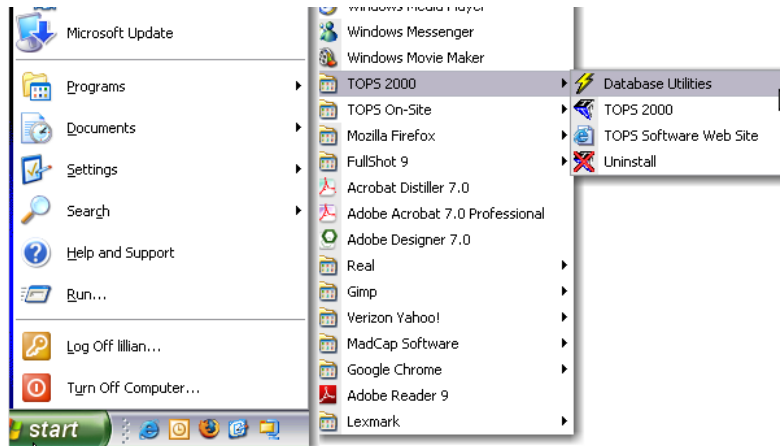 Microsoft Update
Programs
Documents
Settings
Search
Help and Support
Run...
Log Off lillian...
Turn Off Computer...
start
Windows Media Player
Windows Messenger
Windows Movie Maker
TOPS 2000
TOPS On-Site
Mozilla Firefox
FullShot 9
Acrobat Distiller 7.0
Adobe Acrobat 7.0 Professional
Adobe Designer 7.0
Real
Gimp
Verizon Yahoo!
MadCap Software
Google Chrome
Adobe Reader 9
Lexmark
Database Utilities
TOPS 2000
TOPS Software Web Site
Uninstall